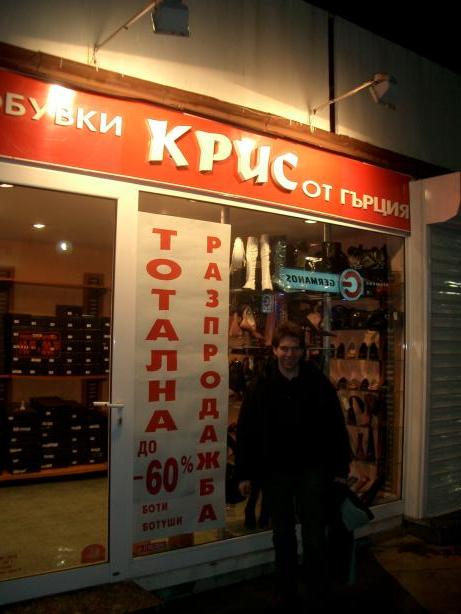 ОБУВКИ КРИС ОТ ГЪРЦИЯ
ТОТАЛНА
РАЗПРОДАЖБА
ДО
-60%
БОТИ
БОТУШИ
GERMANOS